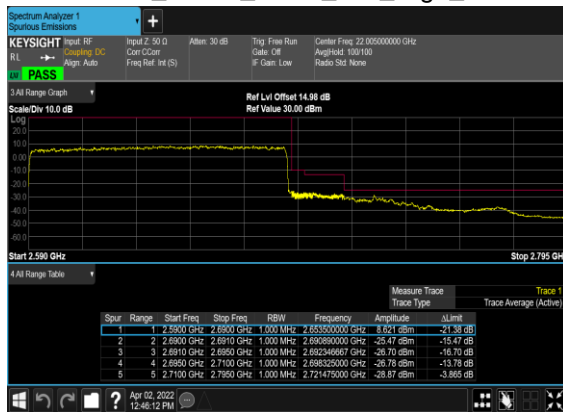 Spectrum Analyzer 1
Spurious Emissions
KEYSIGHT Input: RF Input Z: 50 Ω Atten: 30 dB Trig: Free Run Center Freq: 22.005000000 GHz
RL Coupling: DC Corr CCorr Gate: Off Avg|Hold: 100/100
Align: Auto Freq Ref: Int (S) IF Gain: Low Radio Std: None
PASS
3 All Range Graph
Ref Lvl Offset 14.98 dB
Scale/Div 10.0 dB Ref Value 30.00 dBm
Log
20.0
10.0
0.00
-10.0
-20.0
-30.0
-40.0
-50.0
-60.0
Start 2.590 GHz Stop 2.795 GH
4 All Range Table
Measure Trace Trace 1
Trace Type Trace Average (Active)
Spur Range Start Freq Stop Freq RBW Frequency Amplitude ΔLimit
1 1 2.5900 GHz 2.6900 GHz 1.000 MHz 2.653500000 GHz 8.621 dBm -21.38 dB
2 2 2.6900 GHz 2.6910 GHz 1.000 MHz 2.690890000 GHz -25.47 dBm -15.47 dB
3 3 2.6910 GHz 2.6950 GHz 1.000 MHz 2.692346667 GHz -26.70 dBm -16.70 dB
4 4 2.6950 GHz 2.7100 GHz 1.000 MHz 2.698325000 GHz -26.78 dBm -13.78 dB
5 5 2.7100 GHz 2.7950 GHz 1.000 MHz 2.721475000 GHz -28.87 dBm -3.865 dB
Apr 02, 2022
12:46:12 PM